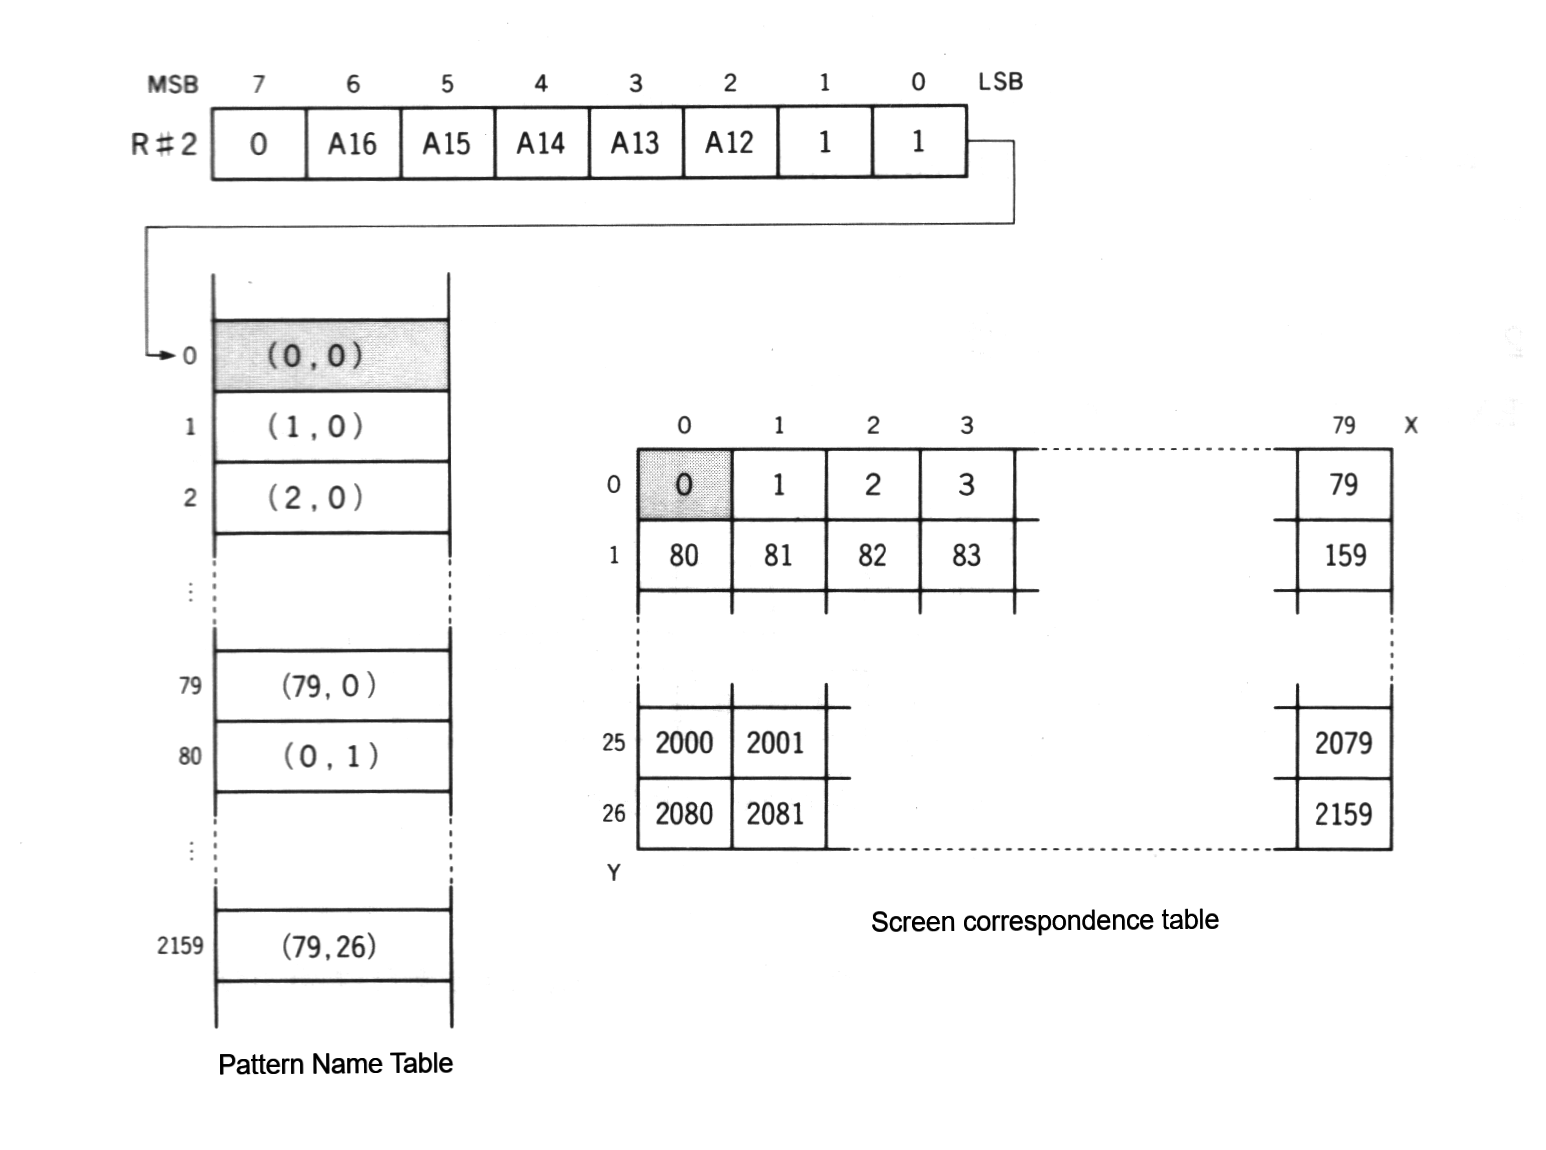 MSB 7 6 5 4 3 2 1 0 LSB
R#2 0 A16 A15 A14 A13 A12 1 1
0 (0,0)
1 (1,0)
2 (2,0)
⋮
79 (79,0)
80 (0,1)
⋮
2159 (79,26)
Pattern Name Table
0 1 2 3 79 X
0 0 1 2 3 79
1 80 81 82 83 159
25 2000 2001 2079
26 2080 2081 2159
Y
Screen correspondence table